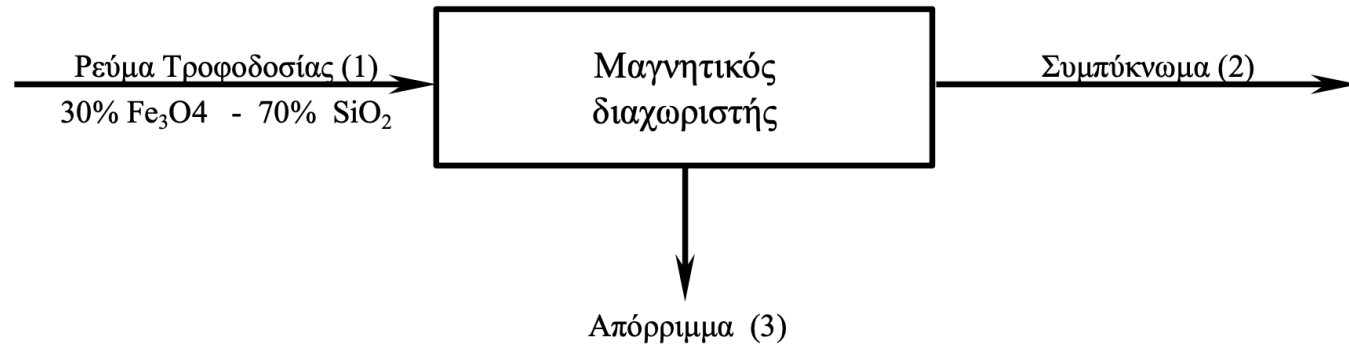 Ρεύμα Τροφοδοσίας (1)
30% Fe₃O4 - 70% SiO₂
Μαγνητικός
διαχωριστής
Συμπύκνωμα (2)
Απόρριμμα (3)